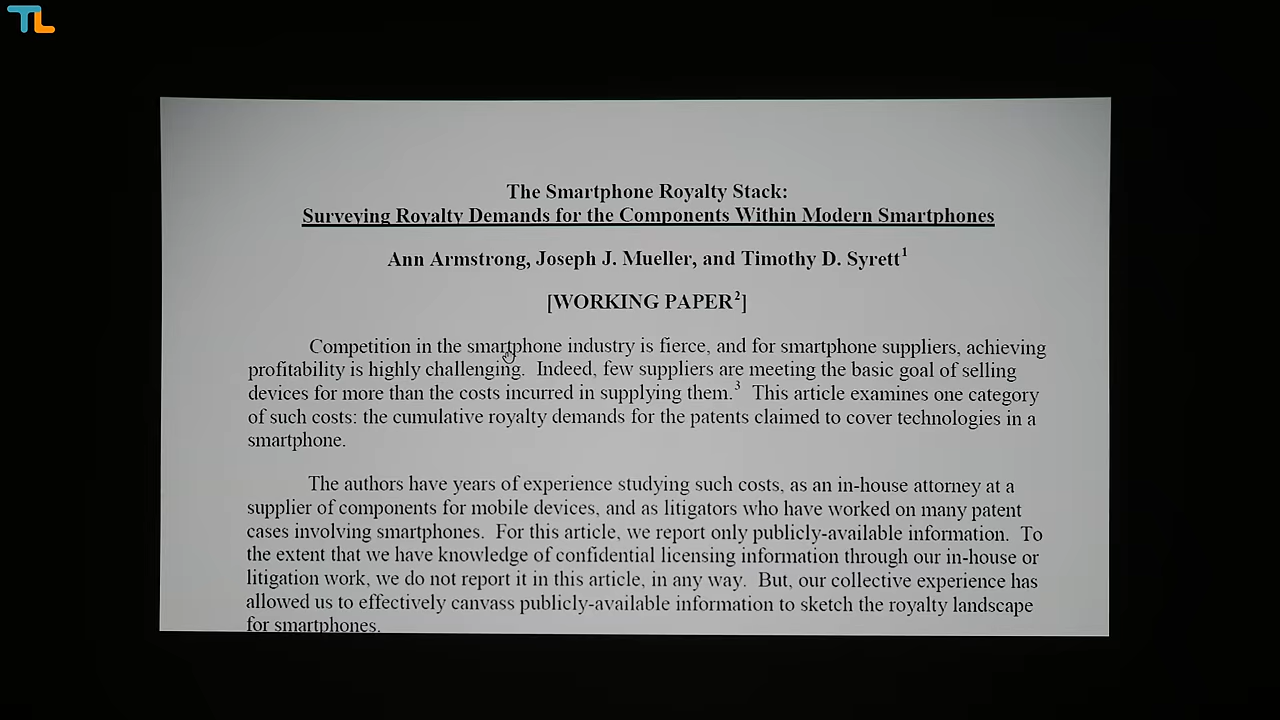 TL
The Smartphone Royalty Stack:
Surveying Royalty Demands for the Components Within Modern Smartphones
Ann Armstrong, Joseph J. Mueller, and Timothy D. Syrett1
[WORKING PAPER2]
Competition in the smartphone industry is fierce, and for smartphone suppliers, achieving
profitability is highly challenging. Indeed, few suppliers are meeting the basic goal of selling
devices for more than the costs incurred in supplying them.3 This article examines one category
of such costs: the cumulative royalty demands for the patents claimed to cover technologies in a
smartphone.
The authors have years of experience studying such costs, as an in-house attorney at a
supplier of components for mobile devices, and as litigators who have worked on many patent
cases involving smartphones. For this article, we report only publicly-available information. To
the extent that we have knowledge of confidential licensing information through our in-house or
litigation work, we do not report it in this article, in any way. But, our collective experience has
allowed us to effectively canvass publicly-available information to sketch the royalty landscape
for smartphones.